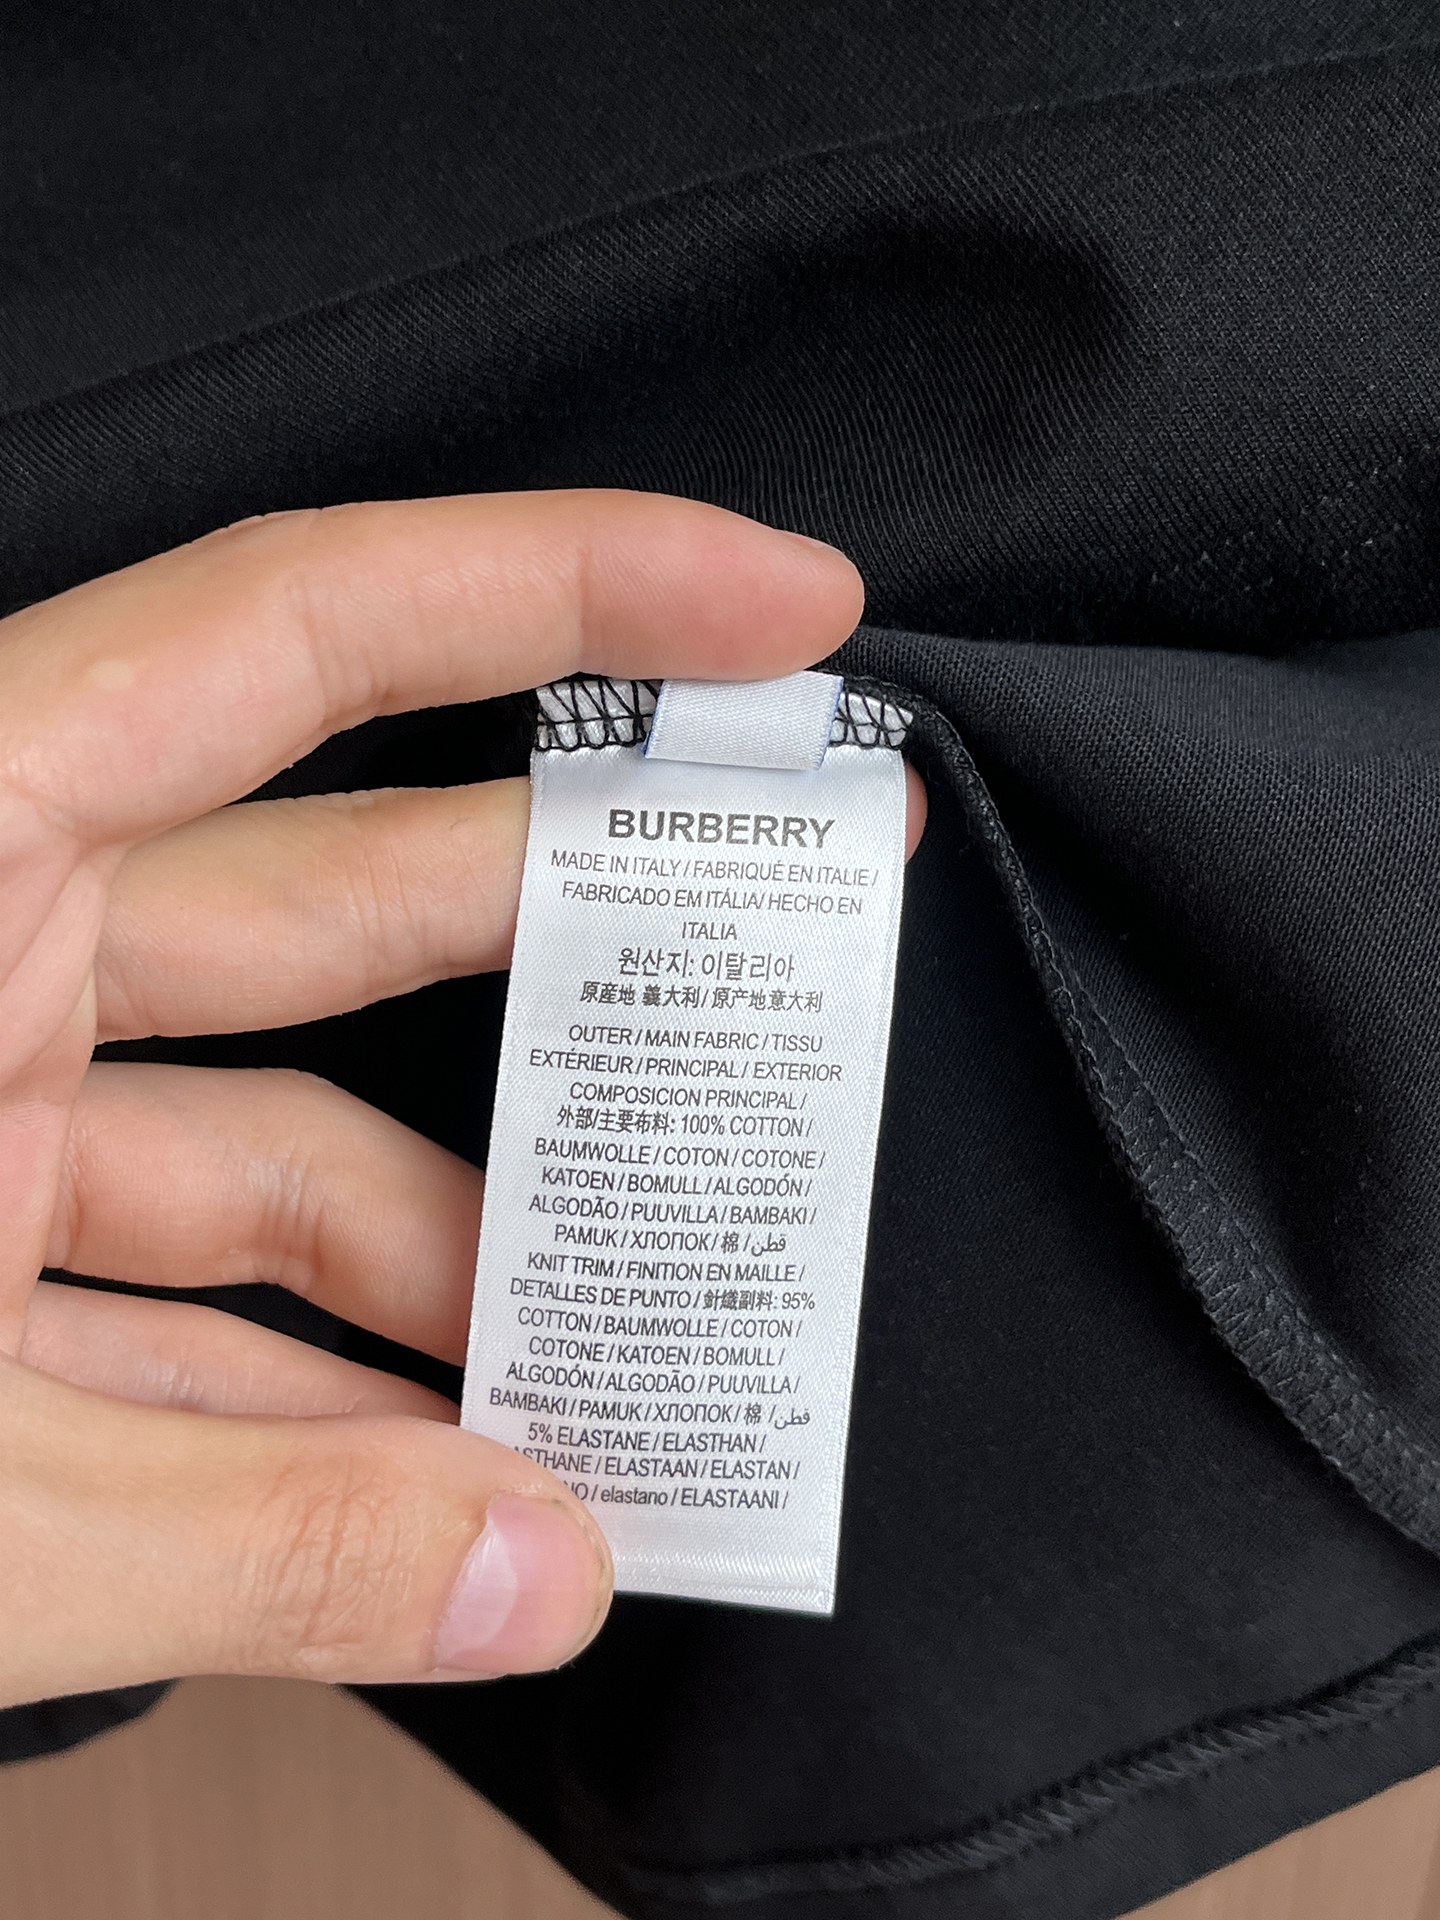 BURBERRY
MADE IN ITALY / FABRIQUÉ EN ITALIE /
FABRICADO EM ITÁLIA/ HECHO EN
ITALIA
원산지: 이탈리아
原産地 義大利 / 原产地意大利
OUTER / MAIN FABRIC / TISSU
EXTÉRIEUR / PRINCIPAL / EXTERIOR
COMPOSICION PRINCIPAL /
外部/主要布料: 100% COTTON /
BAUMWOLLE / COTON / COTONE /
KATOEN / BOMULL / ALGODÓN /
ALGODÃO / PUUVILLA / BAMBAKI /
PAMUK / ХЛОПОК / 棉 / قطن
KNIT TRIM / FINITION EN MAILLE /
DETALLES DE PUNTO / 針織副料: 95%
COTTON / BAUMWOLLE / COTON /
COTONE / KATOEN / BOMULL /
ALGODÓN / ALGODÃO / PUUVILLA /
BAMBAKI / PAMUK / ХЛОПОК / 棉 / قطن
5% ELASTANE / ELASTHAN /
/ ELASTAAN / ELASTAN /
/ elastano / ELASTAANI /